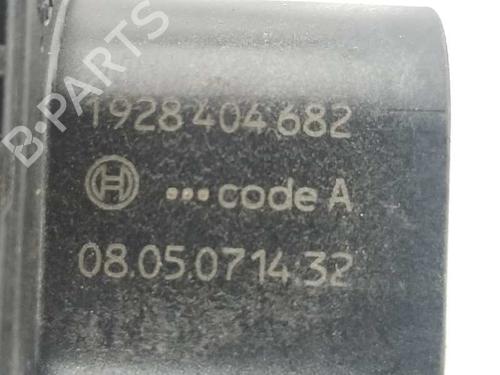 B·PARTS
1928 404 682
•••code A
08.05.07 14.32